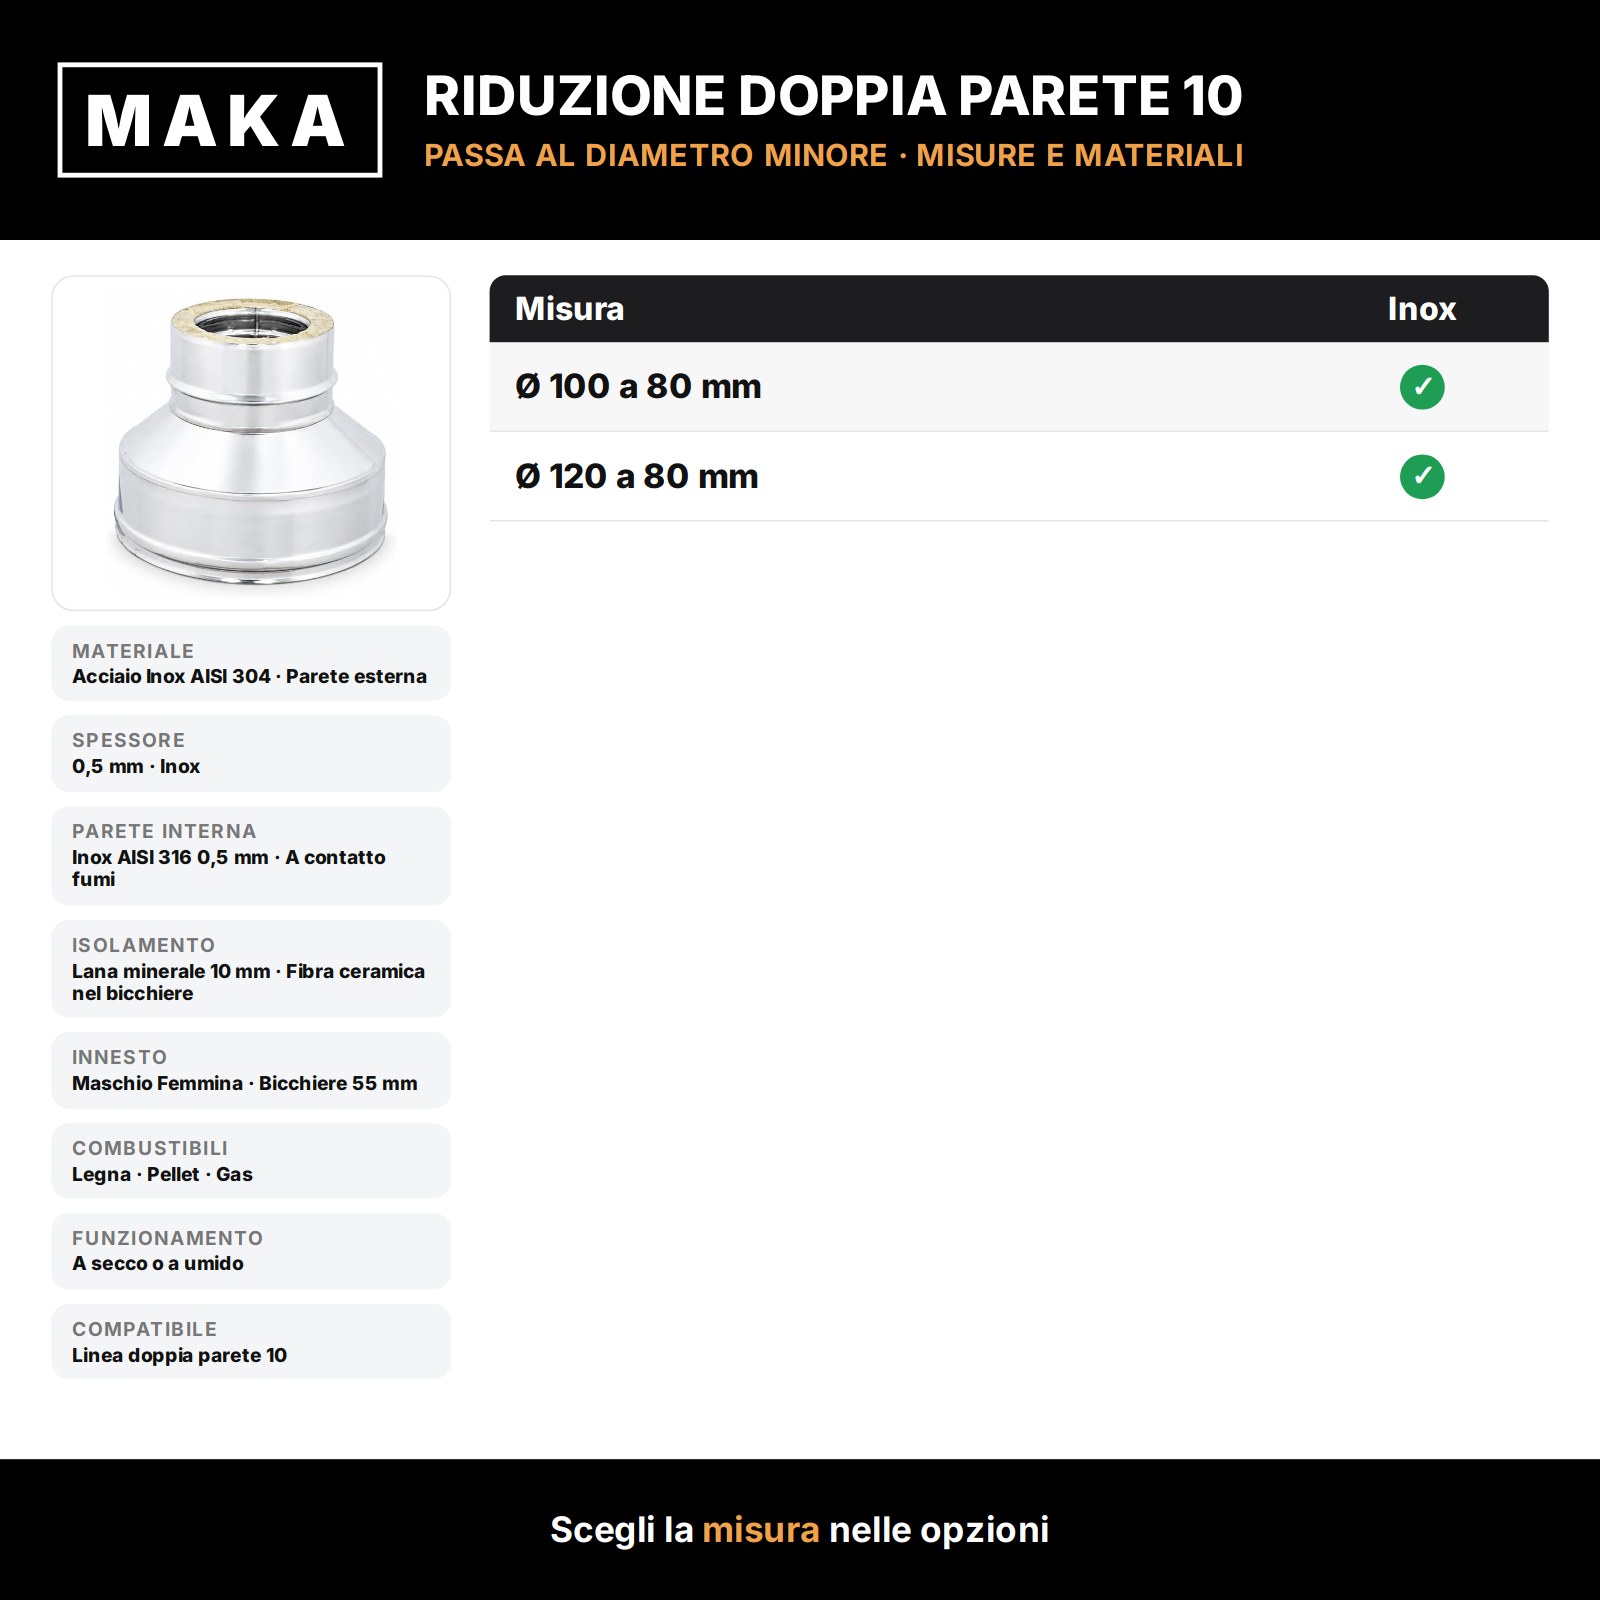 MAKA
RIDUZIONE DOPPIA PARETE 10
PASSA AL DIAMETRO MINORE · MISURE E MATERIALI
Misura Inox
Ø 100 a 80 mm ✓
Ø 120 a 80 mm ✓
MATERIALE
Acciaio Inox AISI 304 · Parete esterna
SPESSORE
0,5 mm · Inox
PARETE INTERNA
Inox AISI 316 0,5 mm · A contatto
fumi
ISOLAMENTO
Lana minerale 10 mm · Fibra ceramica
nel bicchiere
INNESTO
Maschio Femmina · Bicchiere 55 mm
COMBUSTIBILI
Legna · Pellet · Gas
FUNZIONAMENTO
A secco o a umido
COMPATIBILE
Linea doppia parete 10
Scegli la misura nelle opzioni